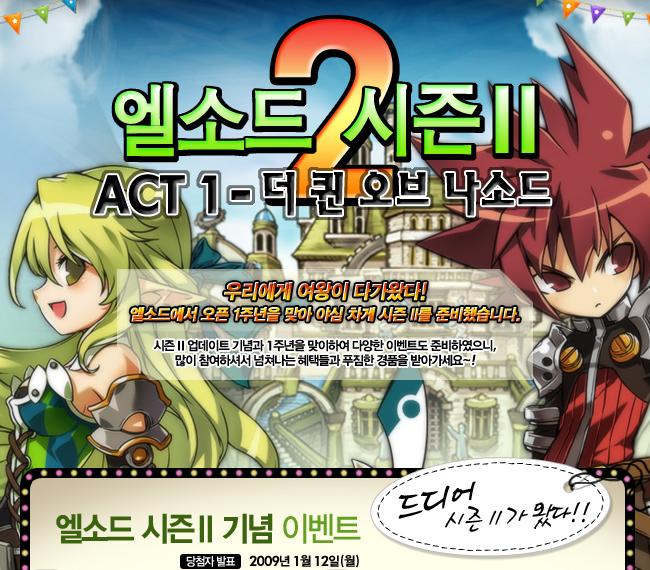 2
엘소드 시즌 II
ACT 1 - 더 퀸 오브 나소드
우리에게 여왕이 다가왔다!
엘소드에서 오픈 1주년을 맞아 야심 차게 시즌 II를 준비했습니다.
시즌 II 업데이트 기념과 1주년을 맞이하여 다양한 이벤트도 준비하였으니,
많이 참여하셔서 넘쳐나는 혜택들과 푸짐한 경품을 받아가세요~!
드디어
시즌 II가 왔다!!
엘소드 시즌 II 기념 이벤트
당첨자 발표 2009년 1월 12일(월)